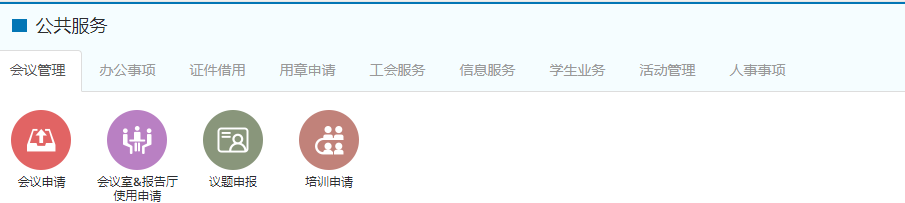 公共服务
会议管理 办公事项 证件借用 用章申请 工会服务 信息服务 学生业务 活动管理 人事事项
会议申请 会议室&报告厅 议题申报 培训申请
使用申请